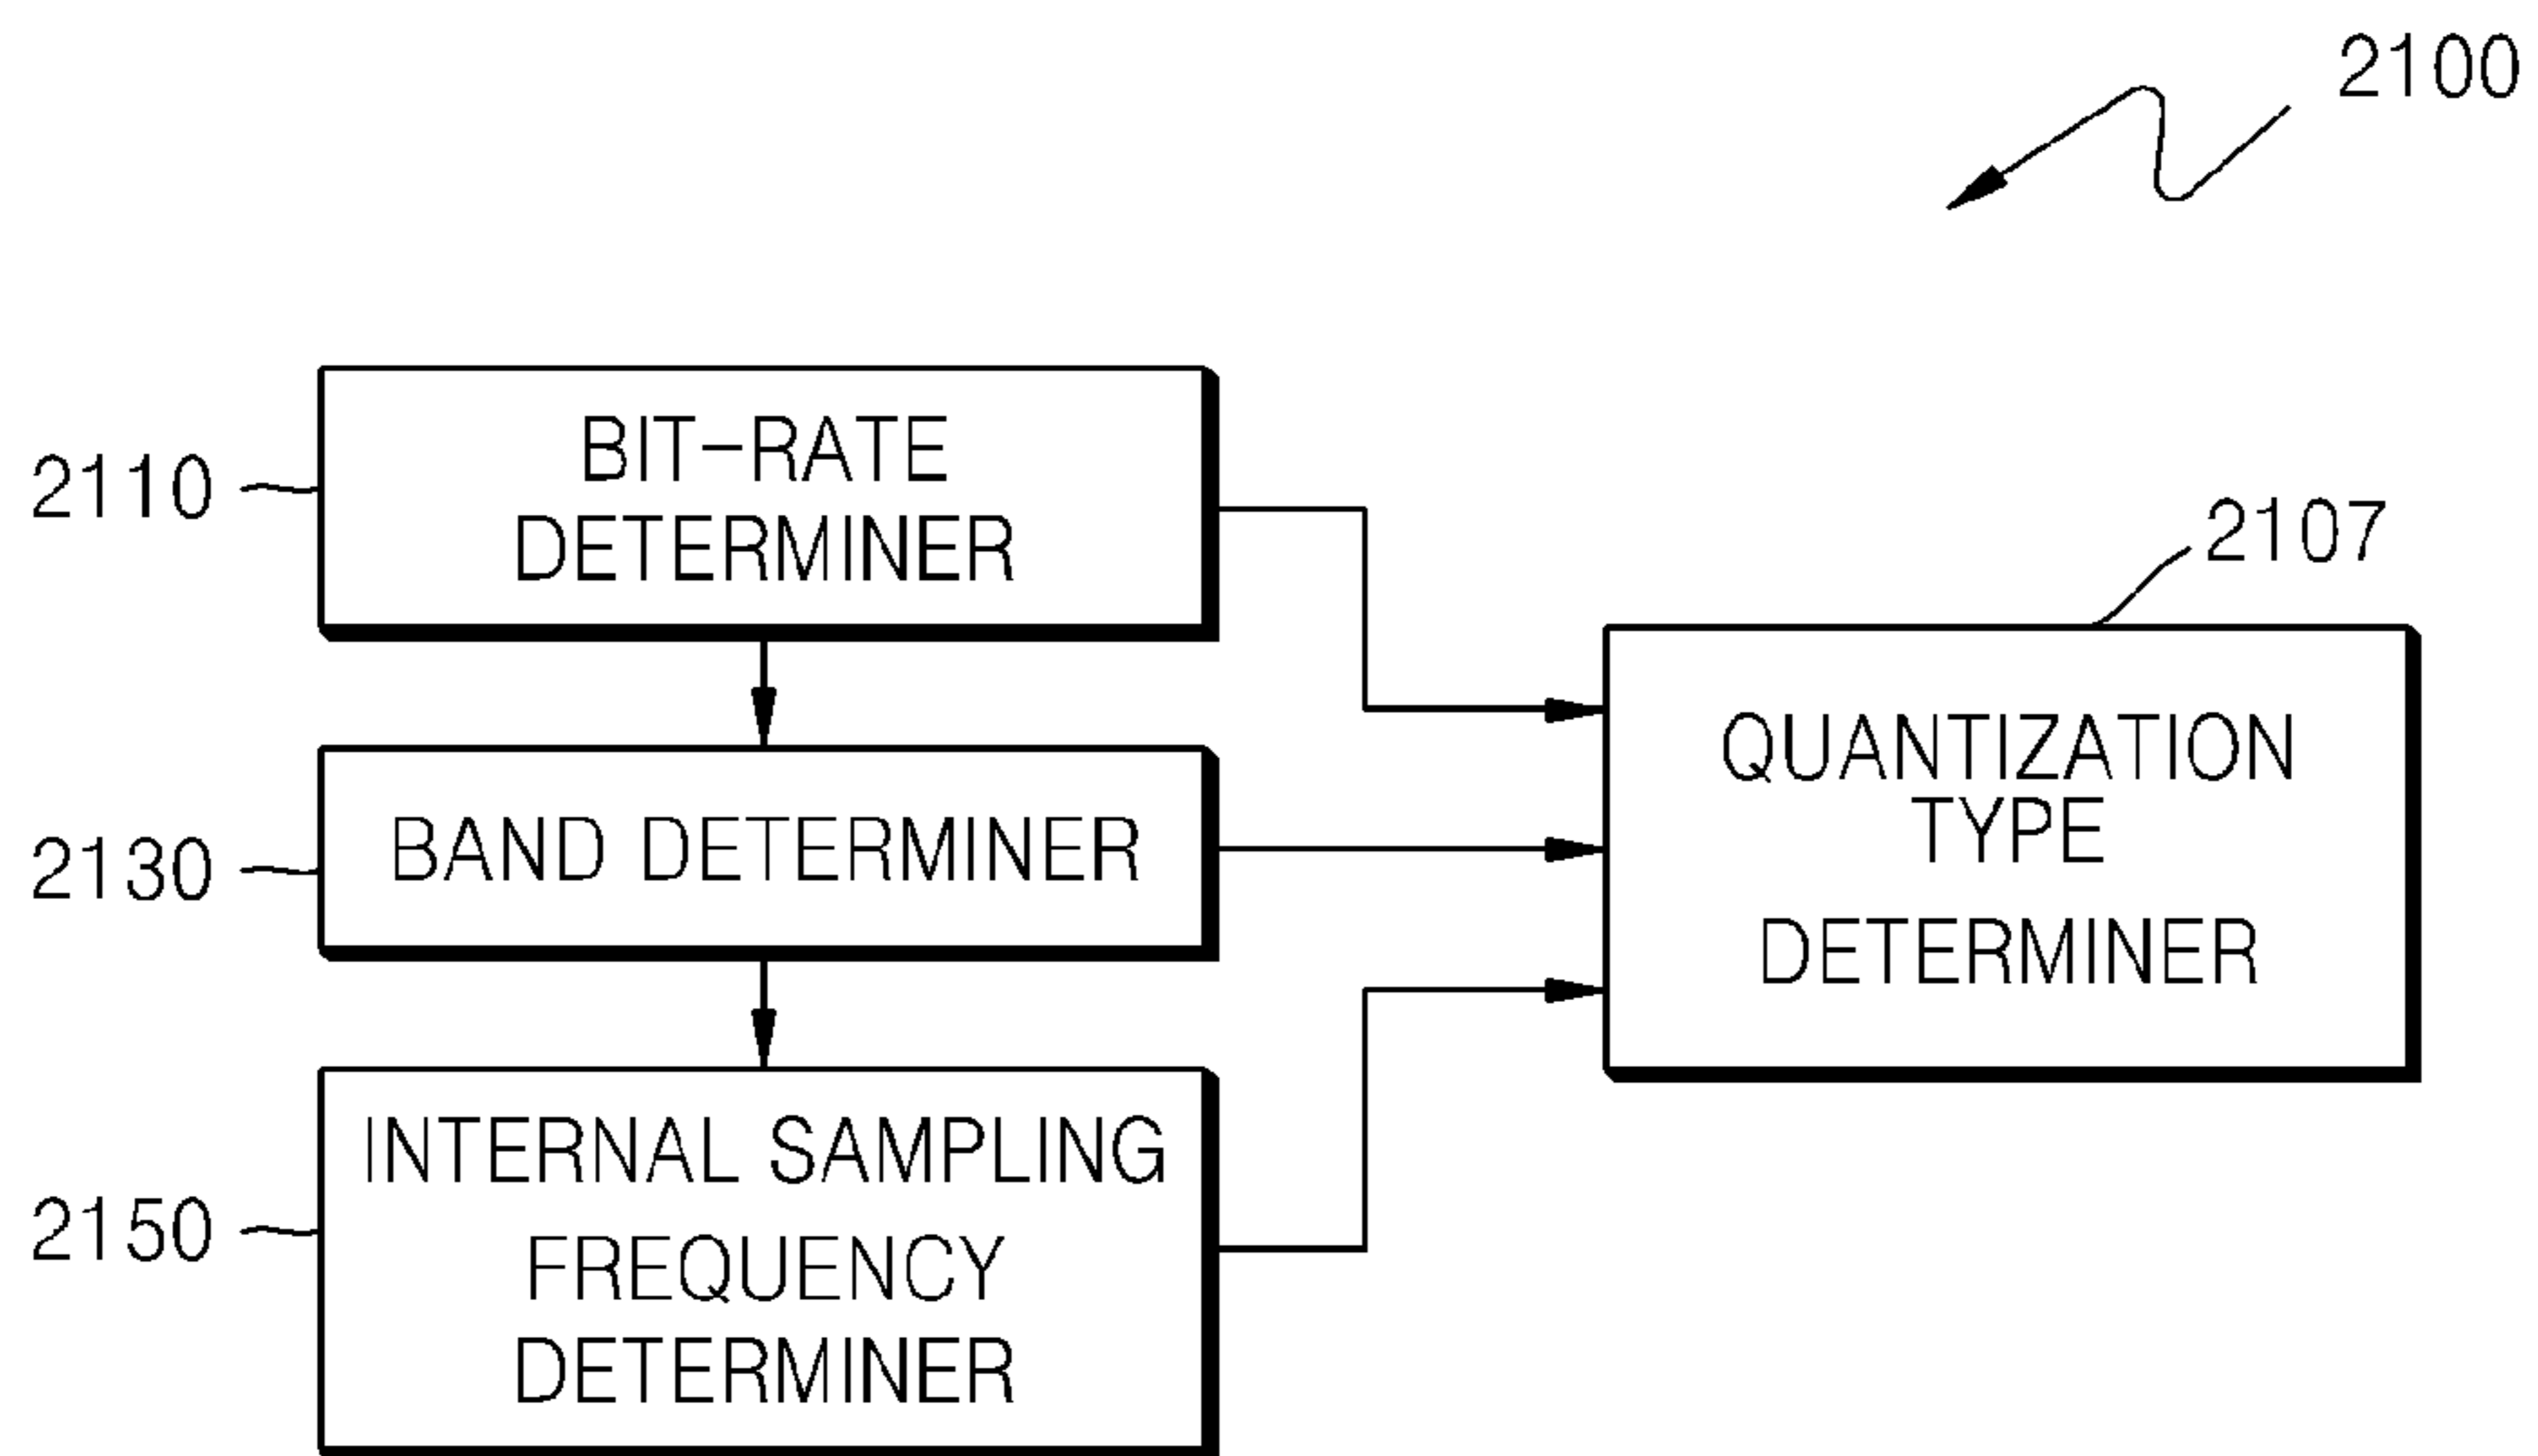 2100
2110
BIT-RATE
DETERMINER
2107
2130
BAND DETERMINER
QUANTIZATION
TYPE
DETERMINER
2150
INTERNAL SAMPLING
FREQUENCY
DETERMINER